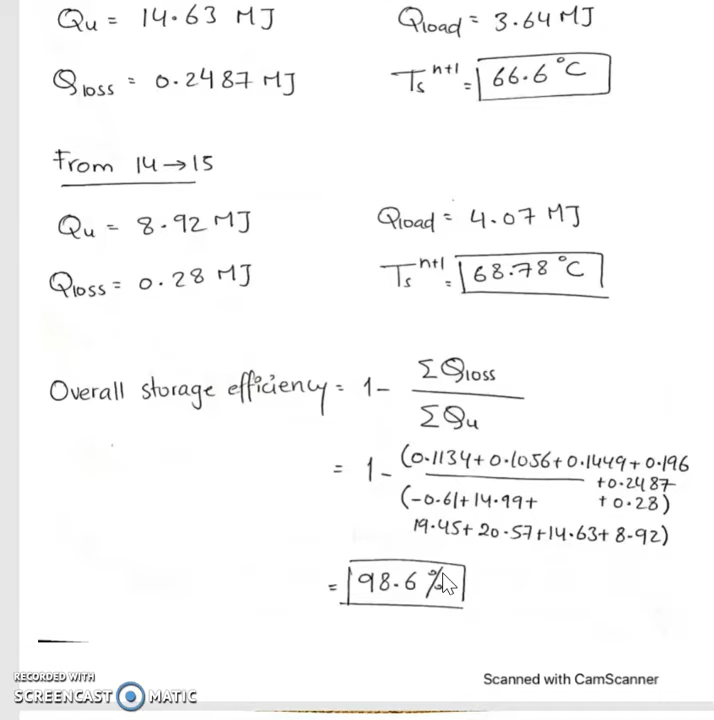 Qu = 14.63 MJ Qload = 3.64 MJ
Qloss = 0.2487 MJ Ts^n+1 = 66.6 °C
From 14→15
Qu = 8.92 MJ Qload = 4.07 MJ
Qloss = 0.28 MJ Ts^n+1 = 68.78 °C
Overall storage efficiency = 1- ΣQloss
ΣQu
= 1- (0.1134+0.1056+0.1449+0.196
+0.2487
(-0.61+14.99+ +0.28)
19.45+20.57+14.63+8.92)
= 98.6 %
RECORDED WITH
SCREENCAST MATIC
Scanned with CamScanner